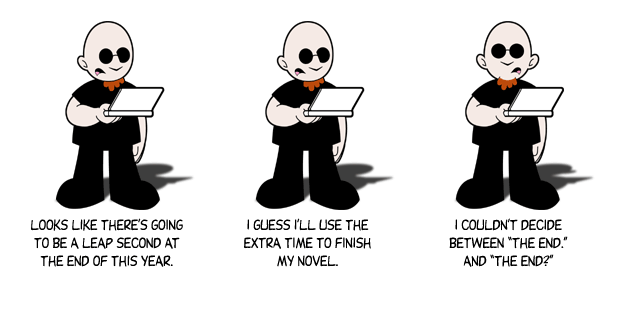 LOOKS LIKE THERE'S GOING
TO BE A LEAP SECOND AT
THE END OF THIS YEAR.
I GUESS I'LL USE THE
EXTRA TIME TO FINISH
MY NOVEL.
I COULDN'T DECIDE
BETWEEN "THE END."
AND "THE END?"